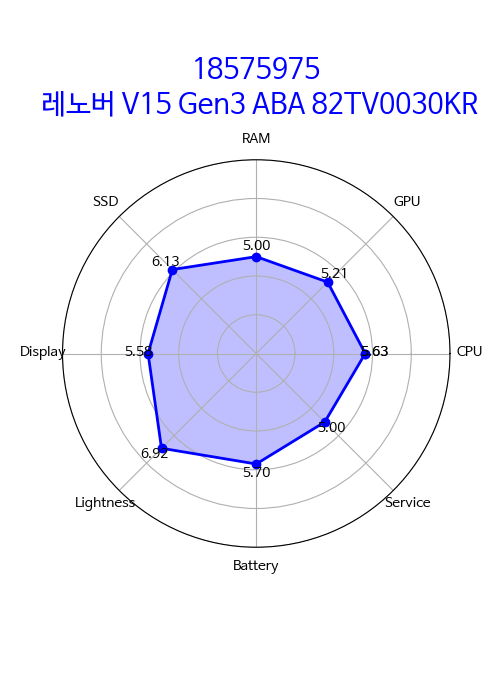 18575975
레노버 V15 Gen3 ABA 82TV0030KR
RAM
SSD
GPU
5.00
6.13
5.21
Display
5.58
5.63
CPU
6.92
5.00
5.70
Lightness
Service
Battery